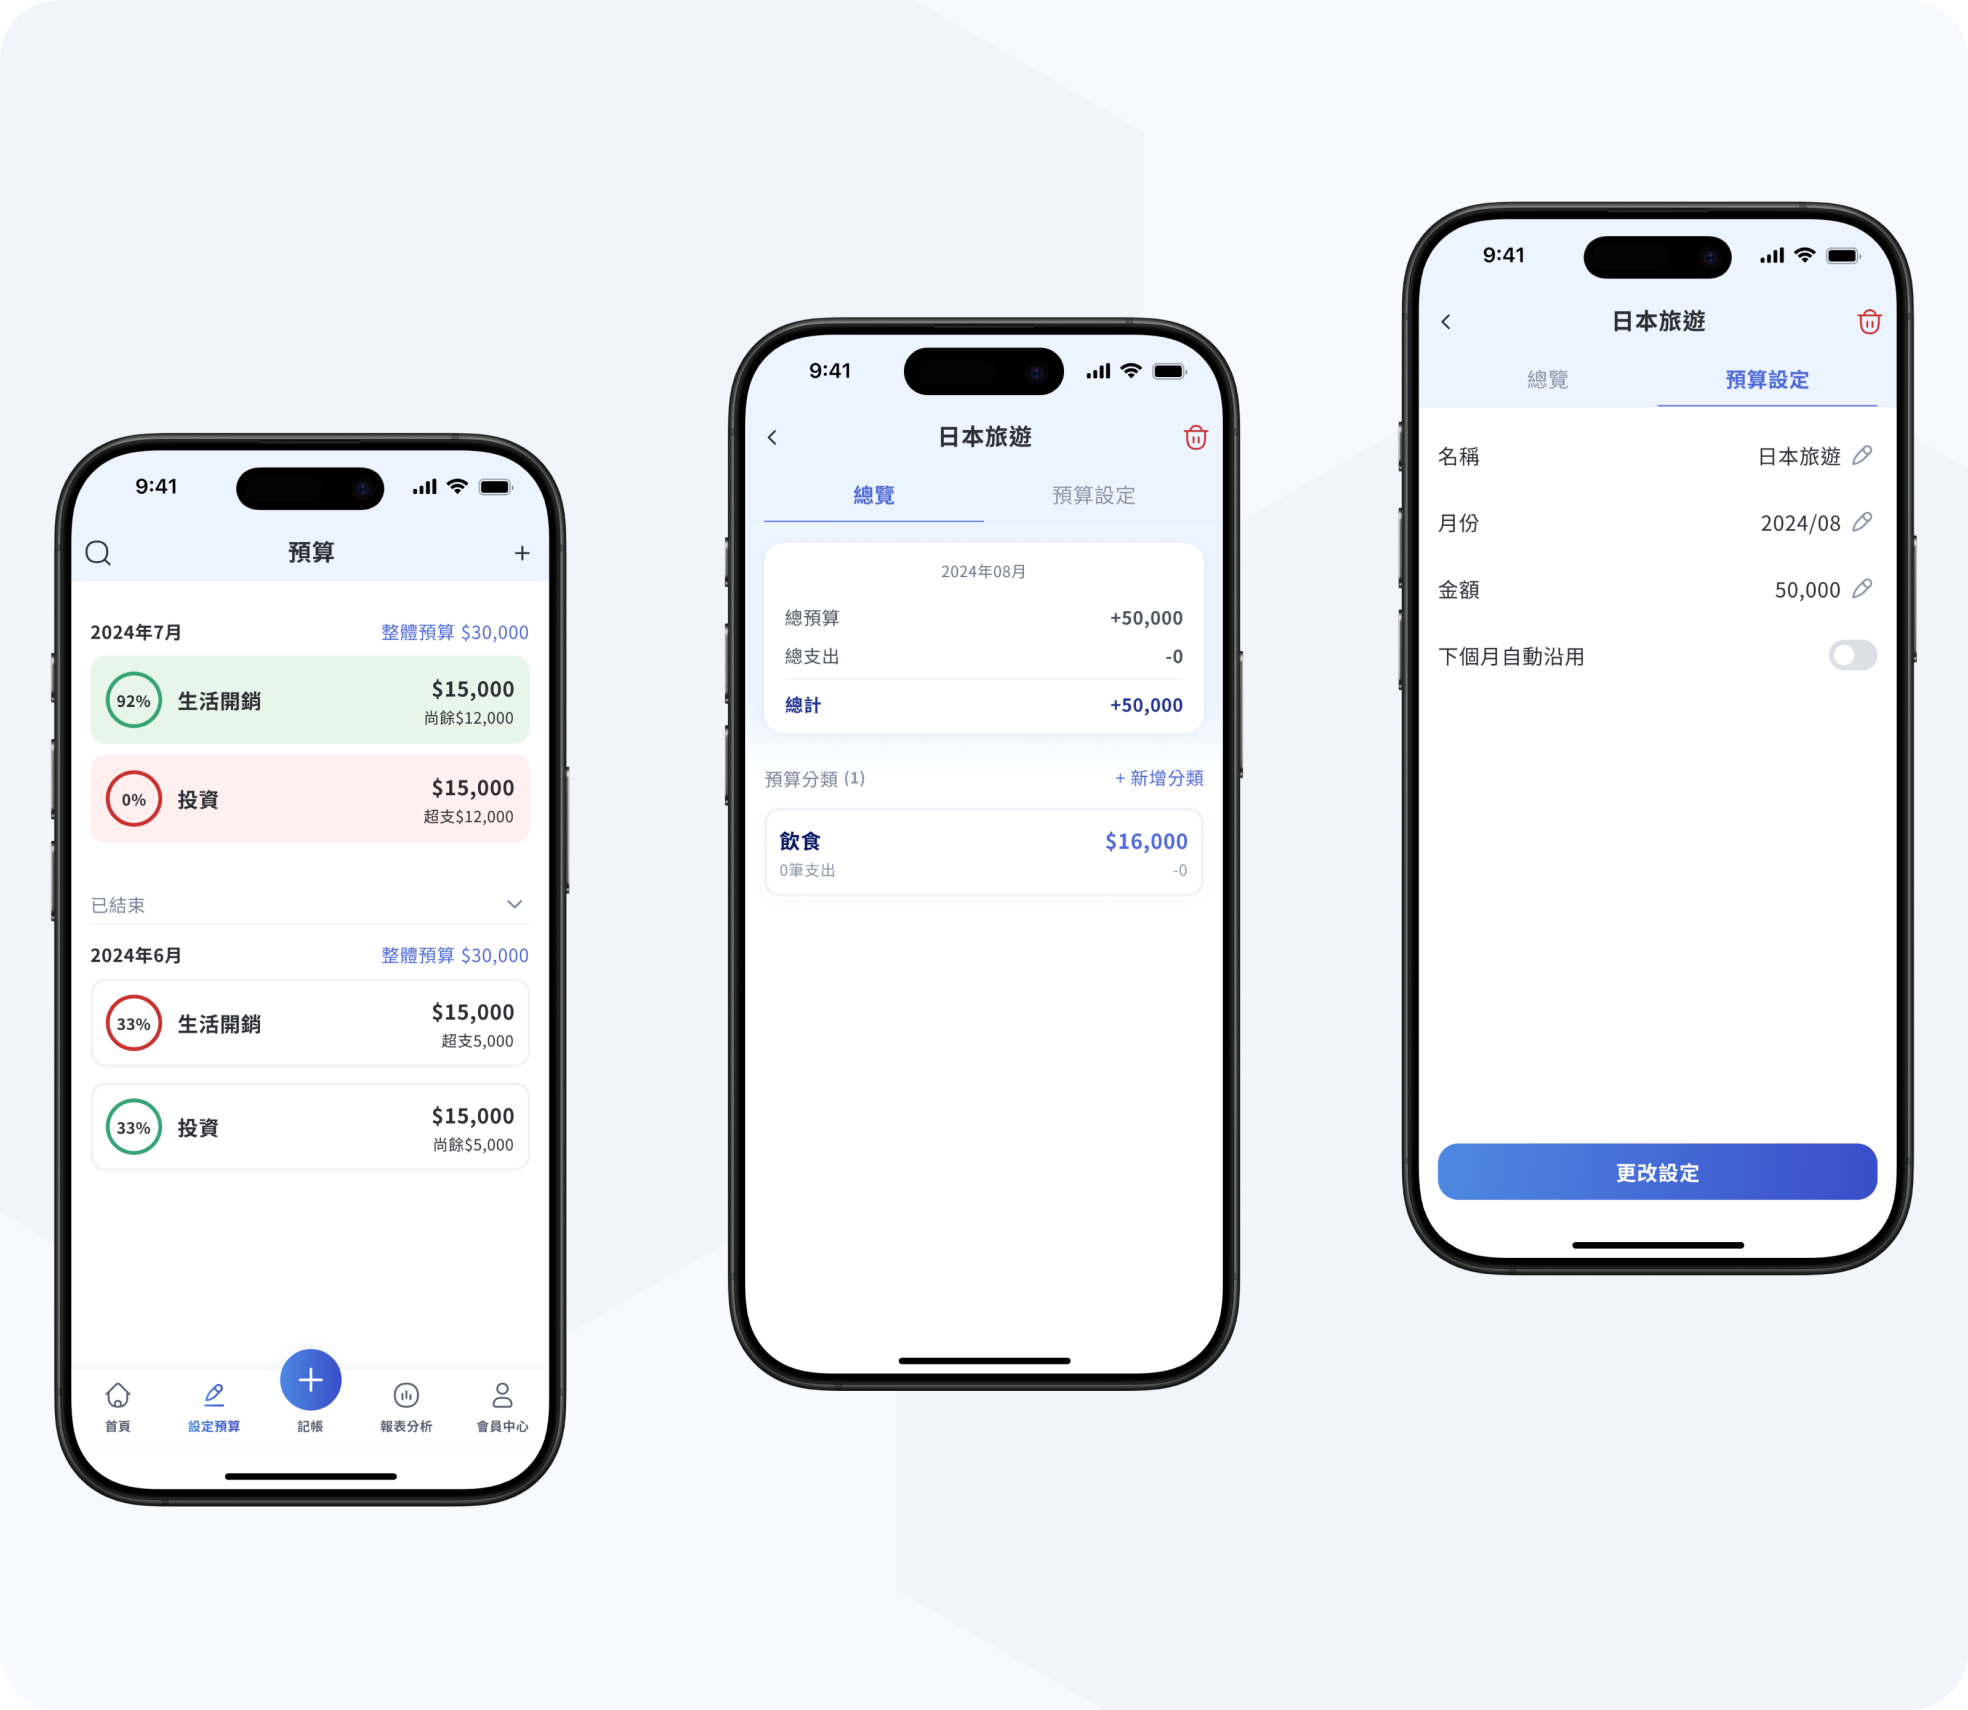 9:41
預算
2024年7月 整體預算 $30,000
92% 生活開銷 $15,000
尚餘$12,000
0% 投資 $15,000
超支$12,000
已結束
2024年6月 整體預算 $30,000
33% 生活開銷 $15,000
超支5,000
33% 投資 $15,000
尚餘$5,000
首頁 設定預算 記帳 報表分析 會員中心
9:41
日本旅遊
總覽 預算設定
2024年08月
總預算 +50,000
總支出 -0
總計 +50,000
預算分類 (1) + 新增分類
飲食 $16,000
0筆支出 -0
9:41
日本旅遊
總覽 預算設定
名稱 日本旅遊
月份 2024/08
金額 50,000
下個月自動沿用
更改設定